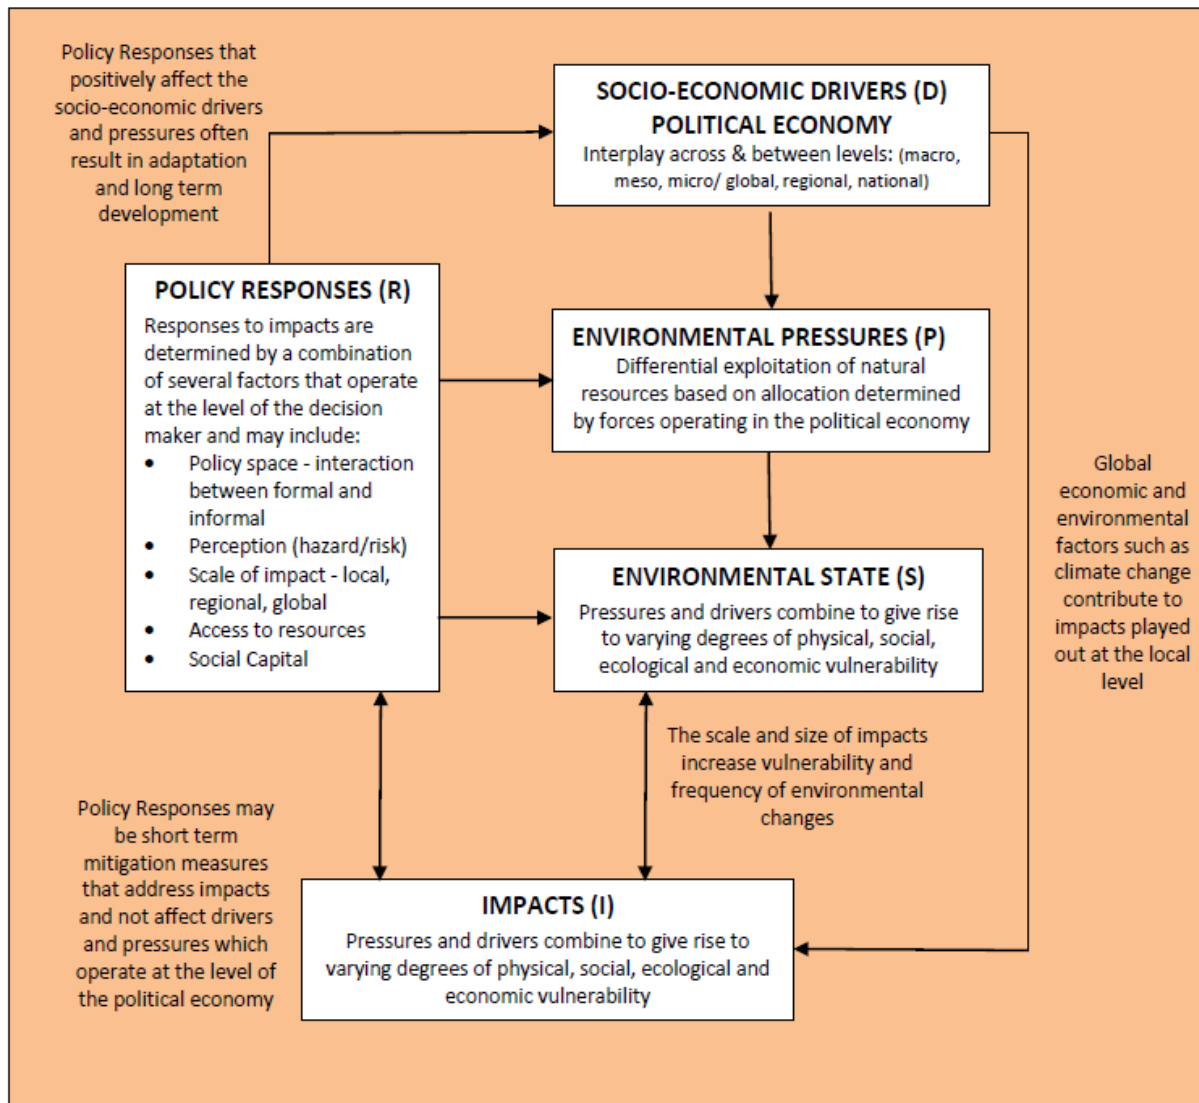 Policy Responses that
positively affect the
socio-economic drivers
and pressures often
result in adaptation
and long term
development
SOCIO-ECONOMIC DRIVERS (D)
POLITICAL ECONOMY
Interplay across & between levels: (macro,
meso, micro/ global, regional, national)
POLICY RESPONSES (R)
Responses to impacts are
determined by a combination
of several factors that operate
at the level of the decision
maker and may include:
• Policy space - interaction
between formal and
informal
• Perception (hazard/risk)
• Scale of impact - local,
regional, global
• Access to resources
• Social Capital
ENVIRONMENTAL PRESSURES (P)
Differential exploitation of natural
resources based on allocation determined
by forces operating in the political economy
ENVIRONMENTAL STATE (S)
Pressures and drivers combine to give rise
to varying degrees of physical, social,
ecological and economic vulnerability
Global
economic and
environmental
factors such as
climate change
contribute to
impacts played
out at the local
level
The scale and size of impacts
increase vulnerability and
frequency of environmental
changes
Policy Responses may
be short term
mitigation measures
that address impacts
and not affect drivers
and pressures which
operate at the level of
the political economy
IMPACTS (I)
Pressures and drivers combine to give rise to
varying degrees of physical, social, ecological and
economic vulnerability